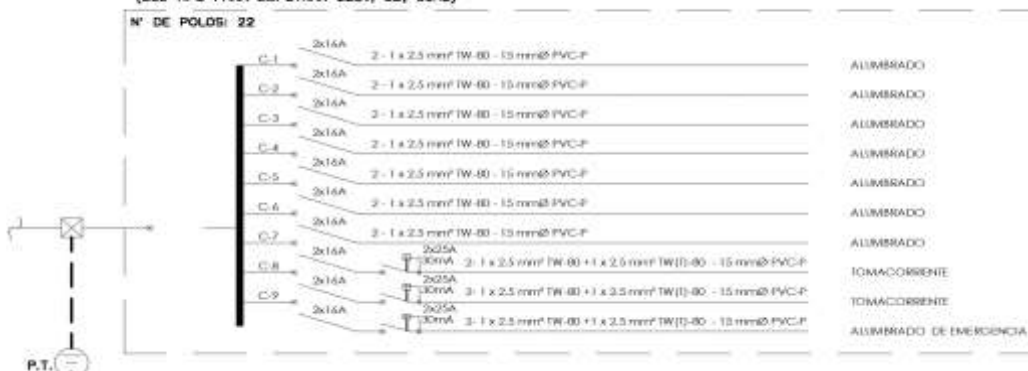 N° DE POLOS: 22
C-1 2x16A 2 - 1 x 2.5 mm² TW-80 - 15 mmØ PVC-P ALUMBRADO
C-2 2x16A 2 - 1 x 2.5 mm² TW-80 - 15 mmØ PVC-P ALUMBRADO
C-3 2x16A 2 - 1 x 2.5 mm² TW-80 - 15 mmØ PVC-P ALUMBRADO
C-4 2x16A 2 - 1 x 2.5 mm² TW-80 - 15 mmØ PVC-P ALUMBRADO
C-5 2x16A 2 - 1 x 2.5 mm² TW-80 - 15 mmØ PVC-P ALUMBRADO
C-6 2x16A 2 - 1 x 2.5 mm² TW-80 - 15 mmØ PVC-P ALUMBRADO
C-7 2x16A 2 - 1 x 2.5 mm² TW-80 - 15 mmØ PVC-P ALUMBRADO
C-8 2x16A 2x25A
30mA 2- 1 x 2.5 mm² TW-80 +1 x 2.5 mm² TW(T)-80 - 15 mmØ PVC-P TOMACORRIENTE
C-9 2x16A 2x25A
30mA 2- 1 x 2.5 mm² TW-80 +1 x 2.5 mm² TW(T)-80 - 15 mmØ PVC-P TOMACORRIENTE
2x16A 2x25A
30mA 2- 1 x 2.5 mm² TW-80 +1 x 2.5 mm² TW(T)-80 - 15 mmØ PVC-P ALUMBRADO DE EMERGENCIA
P.T.